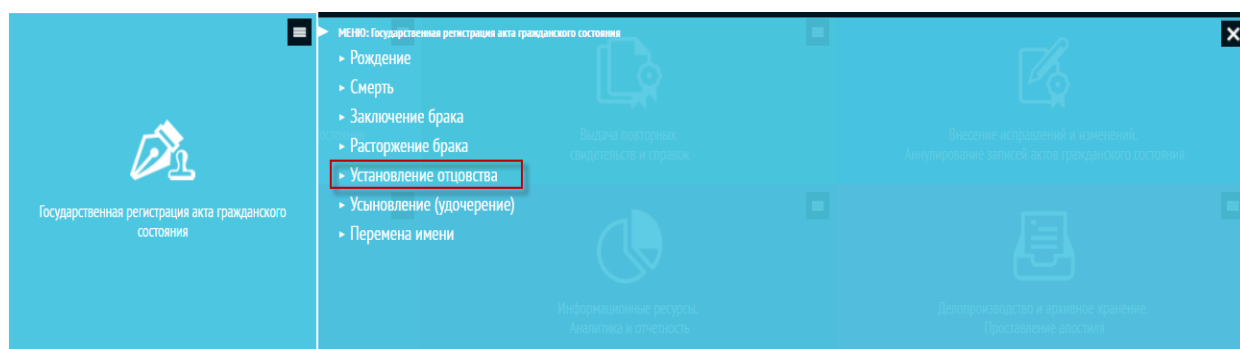 МЕНЮ: Государственная регистрация акта гражданского состояния
▸ Рождение
▸ Смерть
▸ Заключение брака
▸ Расторжение брака
▸ Установление отцовства
▸ Усыновление (удочерение)
▸ Перемена имени
Государственная регистрация акта гражданского
состояния
состояния
Выдача повторных
свидетельств и справок
Внесение исправлений и изменений.
Аннулирование записей актов гражданского состояния
Информационные ресурсы.
Аналитика и отчетность
Делопроизводство и архивное хранение.
Проставление апостиля